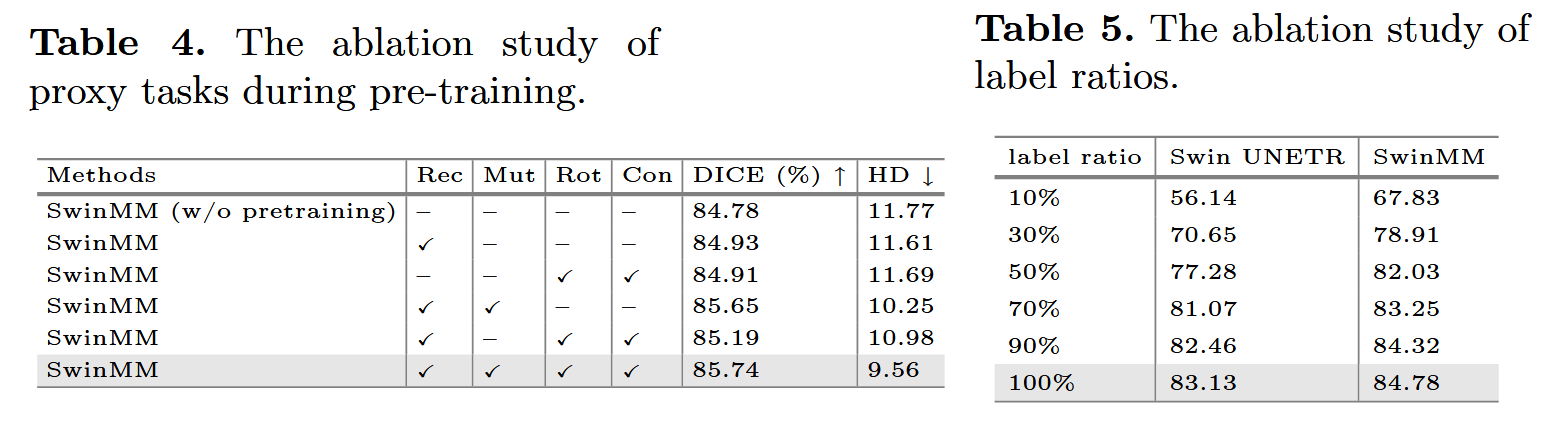 Table 4. The ablation study of
proxy tasks during pre-training.
Methods Rec Mut Rot Con DICE (%) ↑ HD ↓
SwinMM (w/o pretraining) – – – – 84.78 11.77
SwinMM ✓ – – – 84.93 11.61
SwinMM – – ✓ ✓ 84.91 11.69
SwinMM ✓ ✓ – – 85.65 10.25
SwinMM ✓ – ✓ ✓ 85.19 10.98
SwinMM ✓ ✓ ✓ ✓ 85.74 9.56
Table 5. The ablation study of
label ratios.
label ratio Swin UNETR SwinMM
10% 56.14 67.83
30% 70.65 78.91
50% 77.28 82.03
70% 81.07 83.25
90% 82.46 84.32
100% 83.13 84.78